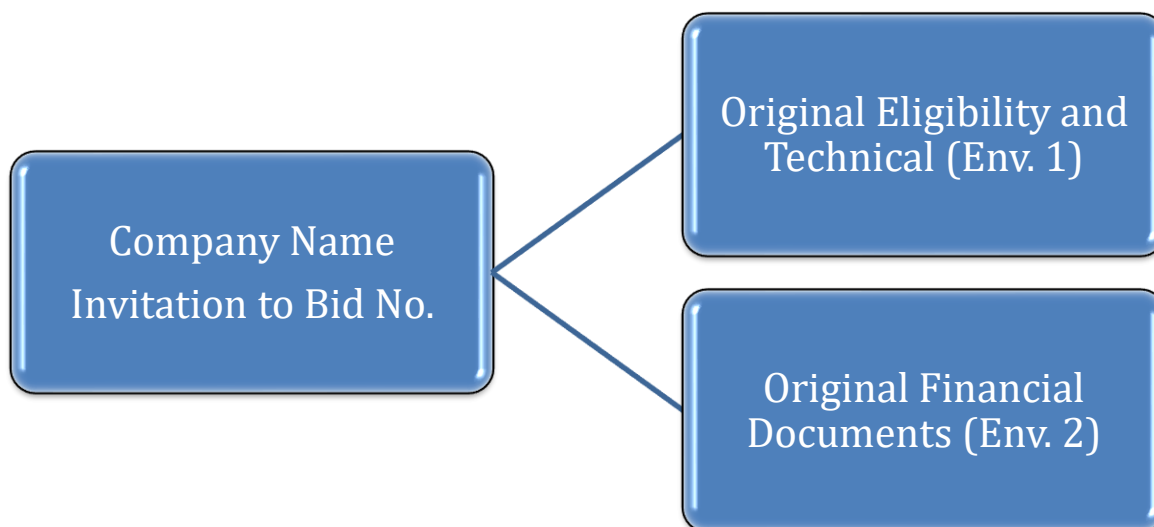 Company Name
Invitation to Bid No.
Original Eligibility and
Technical (Env. 1)
Original Financial
Documents (Env. 2)